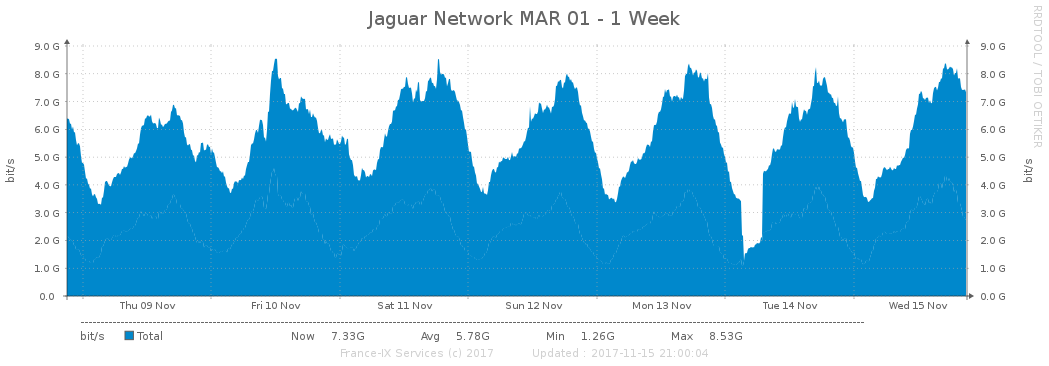 Jaguar Network MAR 01 - 1 Week
RRDTOOL / TOBI OETIKER
9.0 G 9.0 G
8.0 G 8.0 G
7.0 G 7.0 G
6.0 G 6.0 G
5.0 G 5.0 G
4.0 G 4.0 G
3.0 G 3.0 G
2.0 G 2.0 G
1.0 G 1.0 G
0.0 0.0 G
bit/s bit/s
Thu 09 Nov Fri 10 Nov Sat 11 Nov Sun 12 Nov Mon 13 Nov Tue 14 Nov Wed 15 Nov
bit/s Total Now 7.33G Avg 5.78G Min 1.26G Max 8.53G
France-IX Services (c) 2017 Updated : 2017-11-15 21:00:04